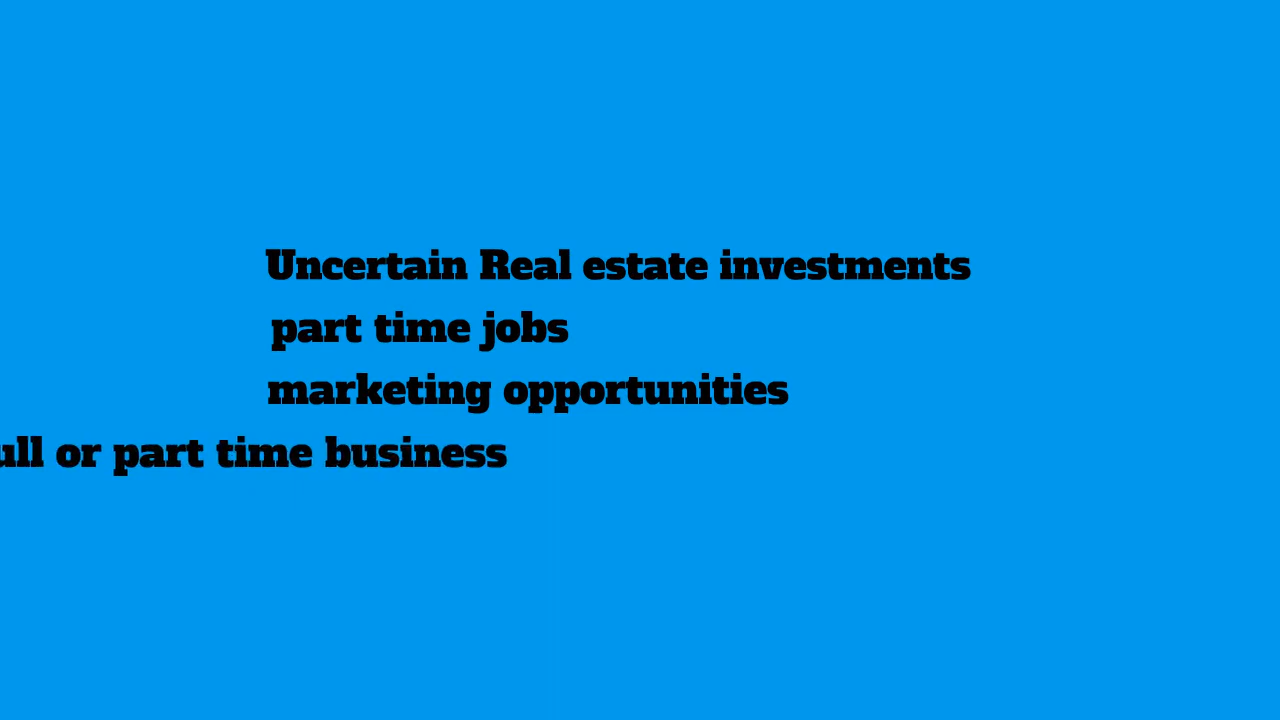 Uncertain Real estate investments
part time jobs
marketing opportunities
ull or part time business